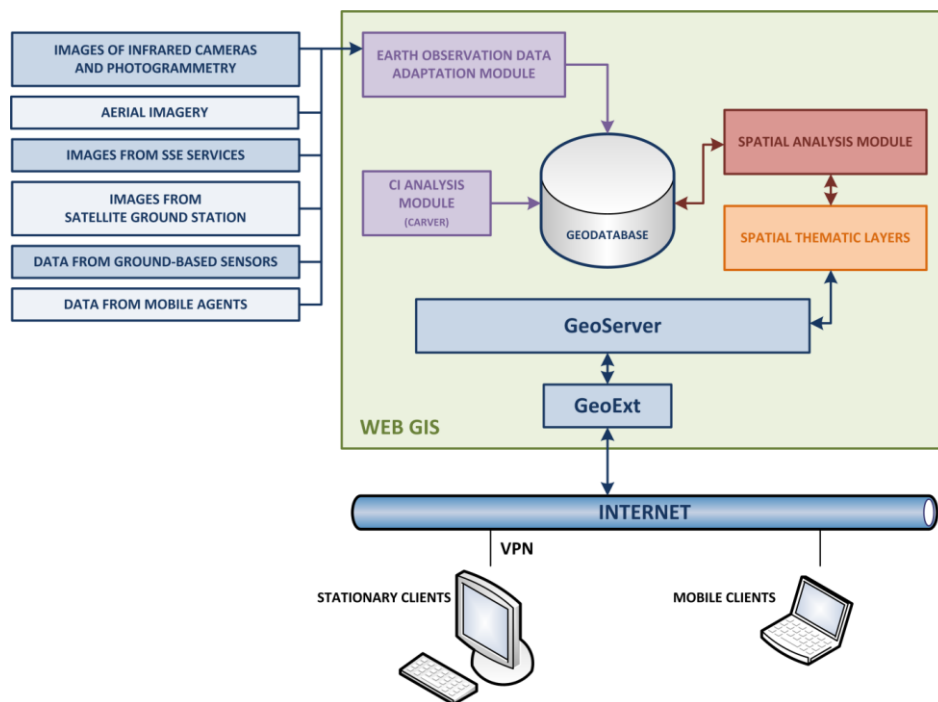 IMAGES OF INFRARED CAMERAS
AND PHOTOGRAMMETRY
AERIAL IMAGERY
IMAGES FROM SSE SERVICES
IMAGES FROM
SATELLITE GROUND STATION
DATA FROM GROUND-BASED SENSORS
DATA FROM MOBILE AGENTS
EARTH OBSERVATION DATA
ADAPTATION MODULE
CI ANALYSIS
MODULE
(CARVER)
GEODATABASE
SPATIAL ANALYSIS MODULE
SPATIAL THEMATIC LAYERS
GeoServer
GeoExt
WEB GIS
INTERNET
VPN
STATIONARY CLIENTS
MOBILE CLIENTS